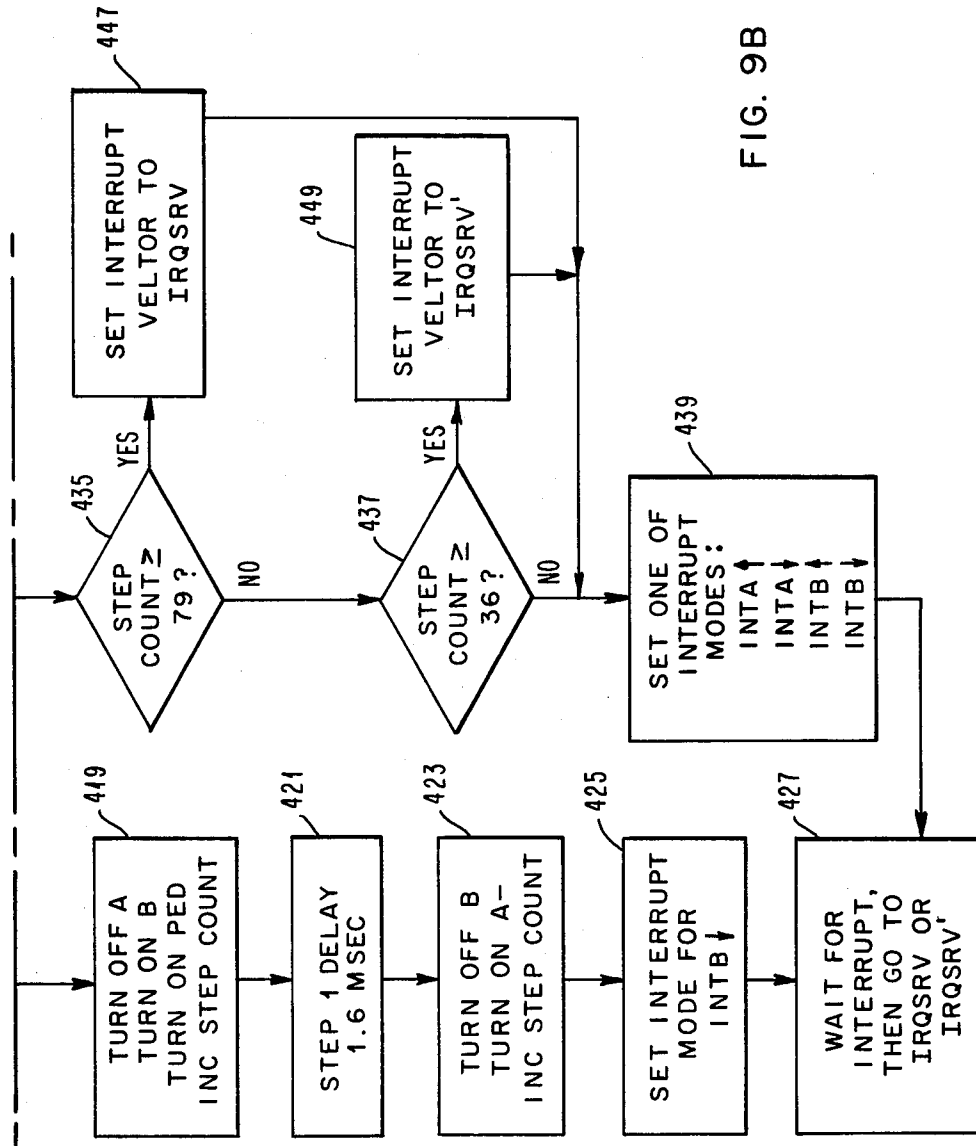 419
TURN OFF A
TURN ON B
TURN ON PED
INC STEP COUNT
421
STEP 1 DELAY
1.6 MSEC
423
TURN OFF B
TURN ON A-
INC STEP COUNT
425
SET INTERRUPT
MODE FOR
INTB↓
427
WAIT FOR
INTERRUPT,
THEN GO TO
IRQSRV OR
IRQSRV'
435
STEP
COUNT ≥
79?
YES
NO
437
STEP
COUNT ≥
36?
YES
NO
439
SET ONE OF
INTERRUPT
MODES:
INTA↑
INTA↓
INTB↑
INTB↓
447
SET INTERRUPT
VELTOR TO
IRQSRV
449
SET INTERRUPT
VELTOR TO
IRQSRV'
FIG. 9B